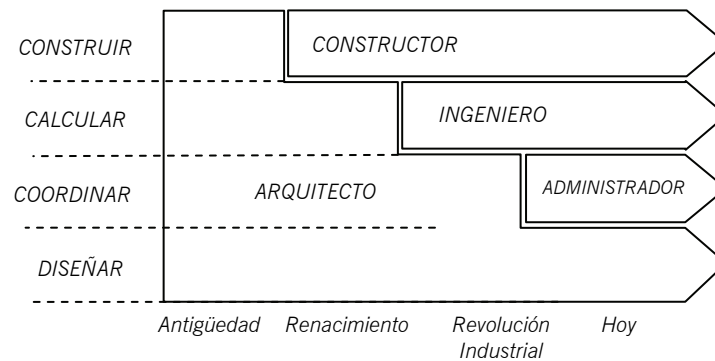 CONSTRUIR
CONSTRUCTOR
CALCULAR
INGENIERO
COORDINAR
ARQUITECTO
ADMINISTRADOR
DISEÑAR
Antigüedad
Renacimiento
Revolución
Industrial
Hoy